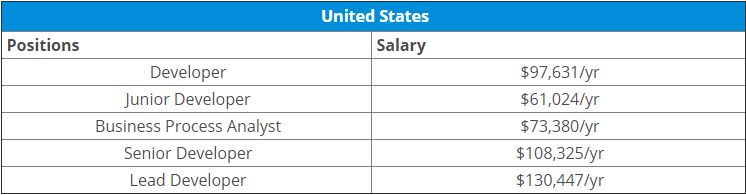 United States
Positions Salary
Developer $97,631/yr
Junior Developer $61,024/yr
Business Process Analyst $73,380/yr
Senior Developer $108,325/yr
Lead Developer $130,447/yr